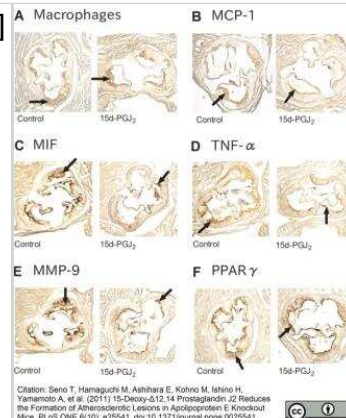 A Macrophages
B MCP-1
Control
15d-PGJ2
Control
15d-PGJ2
C MIF
D TNF-α
Control
15d-PGJ2
Control
15d-PGJ2
E MMP-9
F PPARγ
Control
15d-PGJ2
Control
15d-PGJ2
Citation: Seno T, Hamaguchi M, Ashihara E, Kohno M, Ishino H,
Yamamoto A, et al. (2011) 15-Deoxy-Δ12,14 Prostaglandin J2 Reduces
the Formation of Atherosclerotic Lesions in Apolipoprotein E Knockout
Mice. PLoS ONE 6(10): e25541. doi:10.1371/journal.pone.0025541
cc